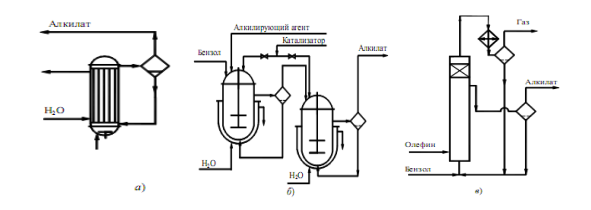 Алкилат
H₂O
а)
Алкилирующий агент
Катализатор
Бензол
Алкилат
H₂O
H₂O
б)
Газ
Алкилат
Олефин
Бензол
в)